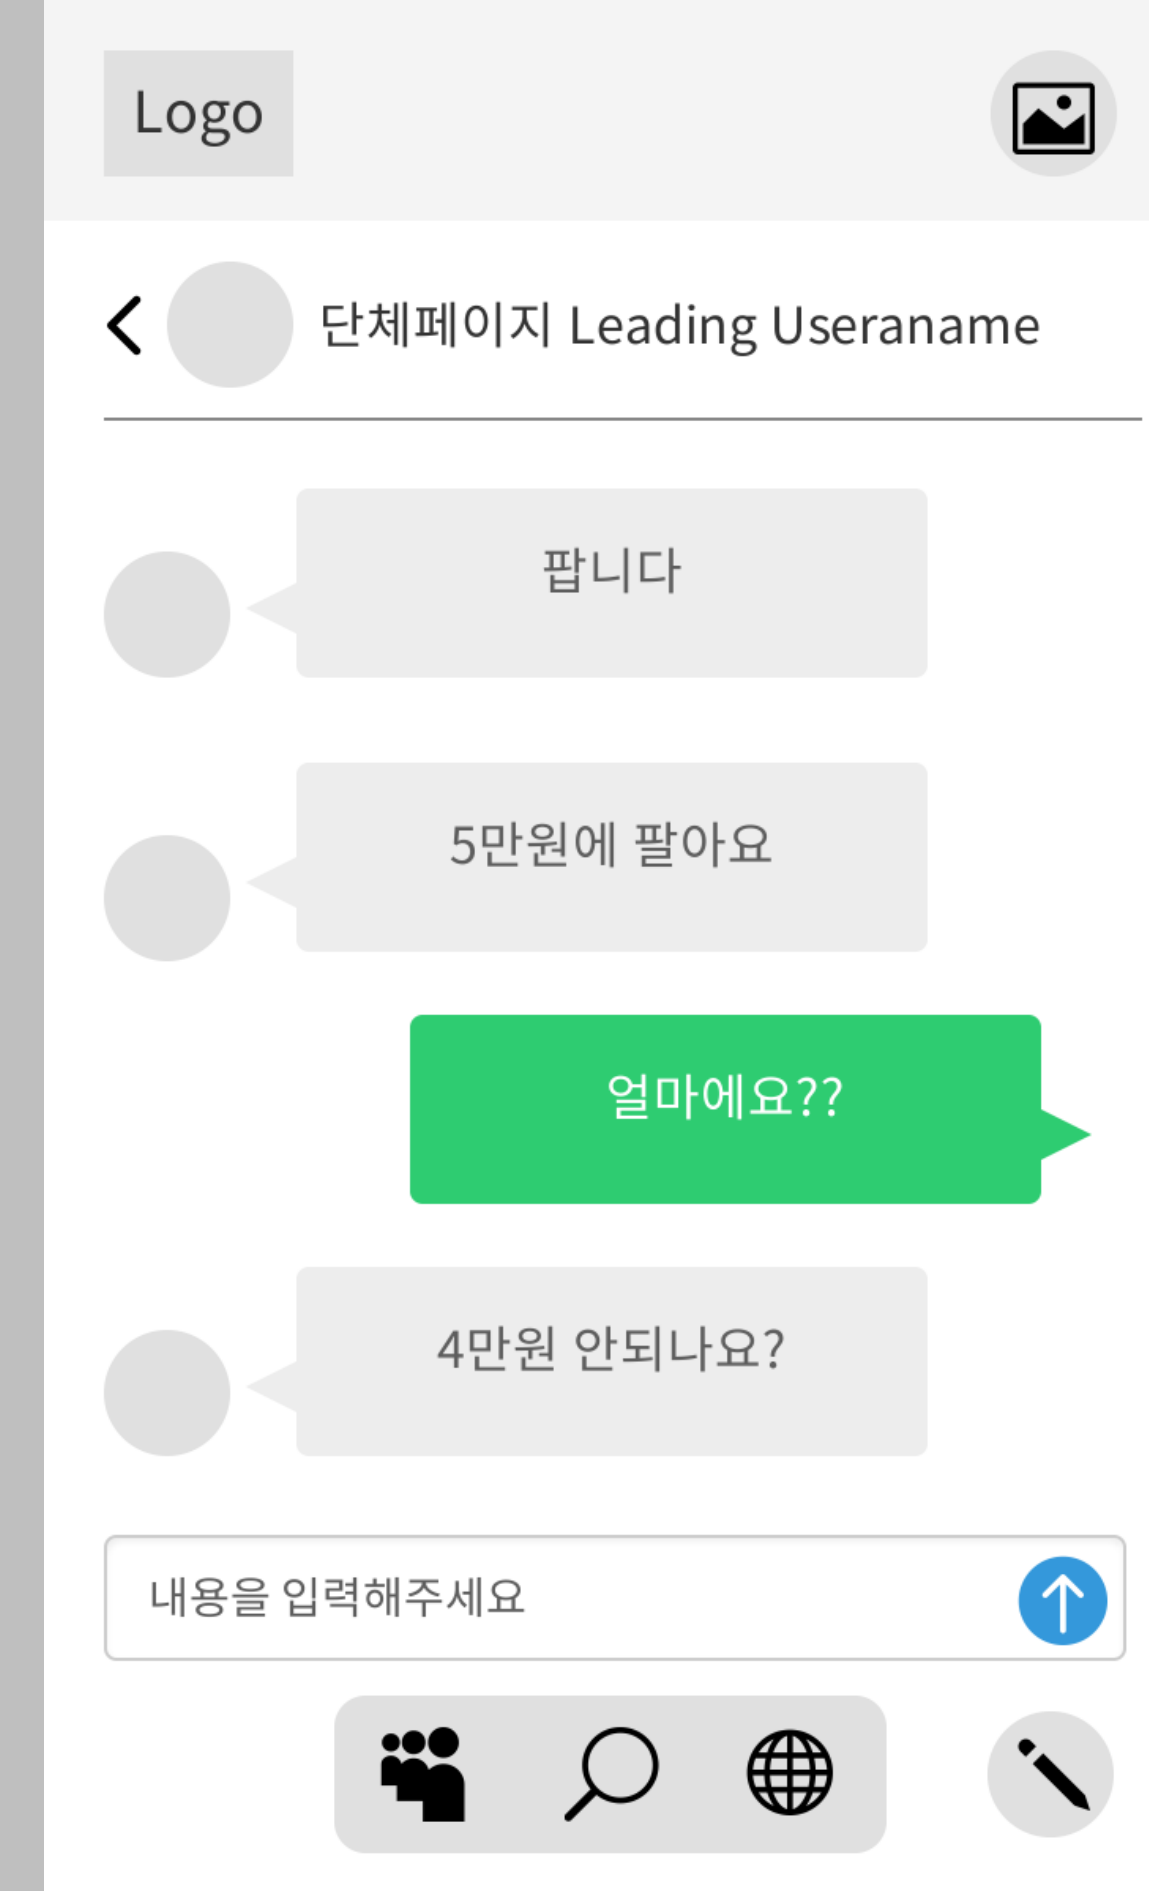 Logo
단체페이지 Leading Useraname
팝니다
5만원에 팔아요
얼마에요??
4만원 안되나요?
내용을 입력해주세요